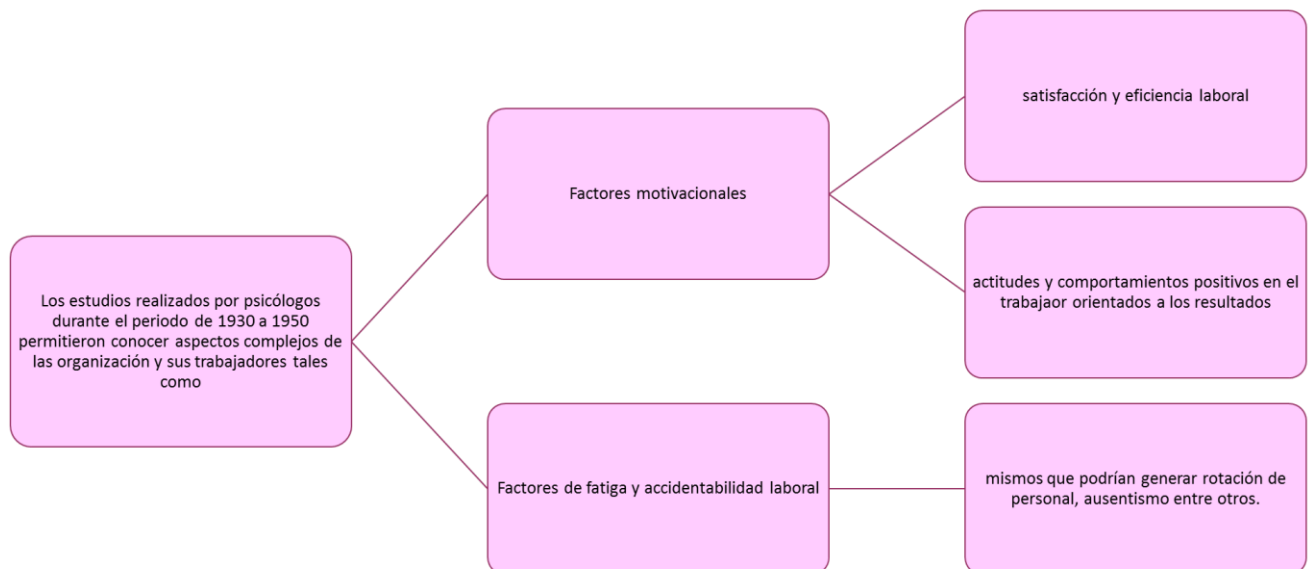 Los estudios realizados por psicólogos
durante el periodo de 1930 a 1950
permitieron conocer aspectos complejos de
las organización y sus trabajadores tales
como
Factores motivacionales
satisfacción y eficiencia laboral
actitudes y comportamientos positivos en el
trabajaor orientados a los resultados
Factores de fatiga y accidentabilidad laboral
mismos que podrían generar rotación de
personal, ausentismo entre otros.